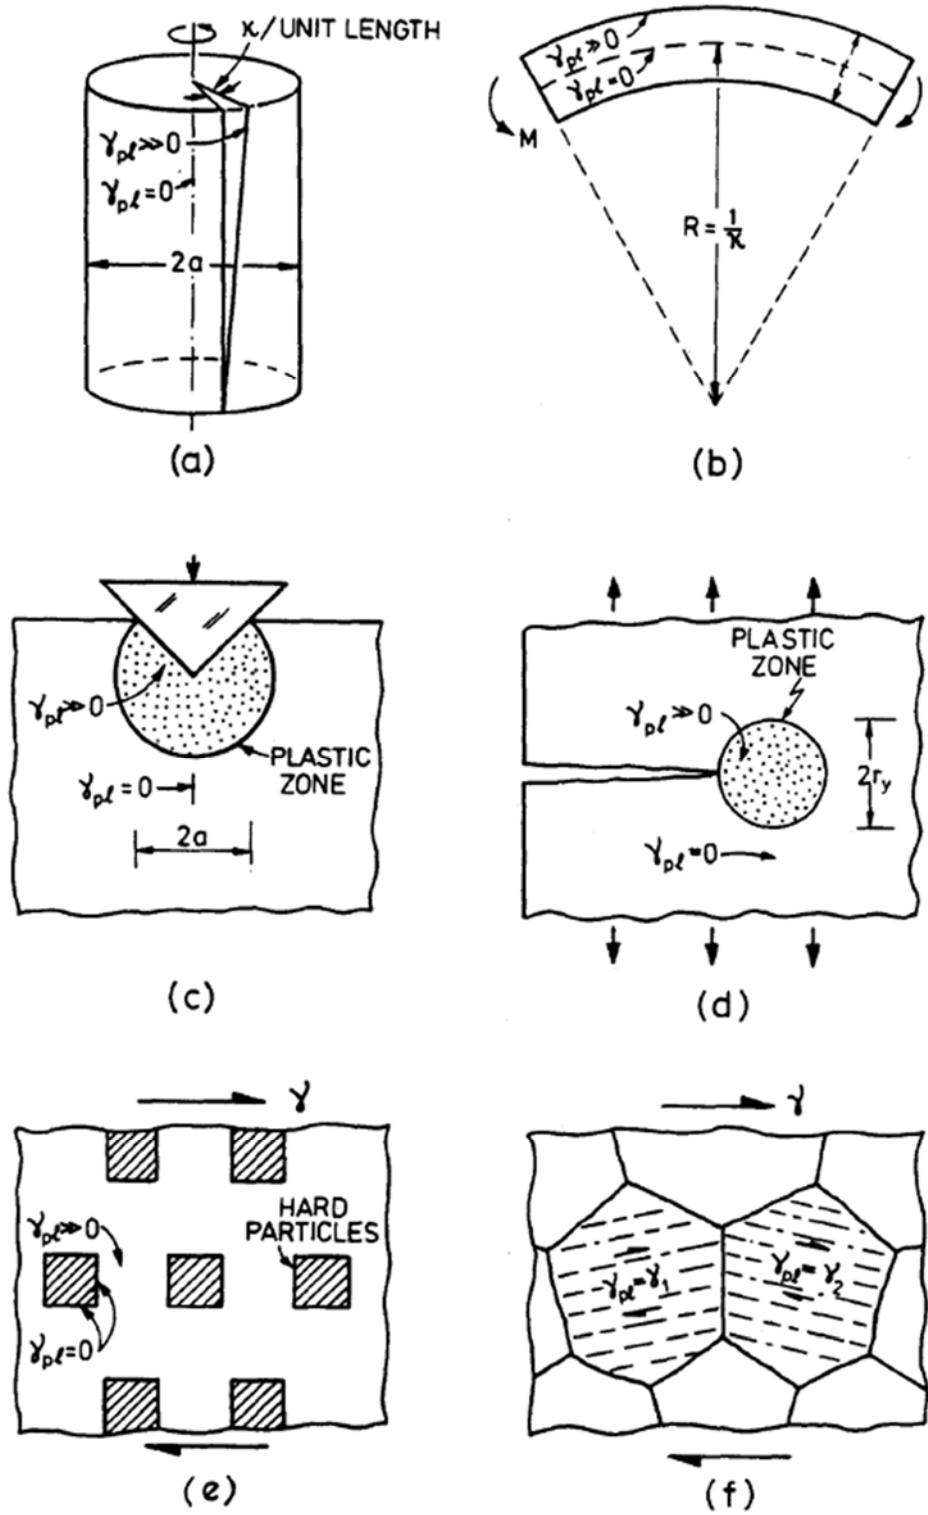 κ/UNIT LENGTH
γpl≫0
γpl=0
2a
(a)
γpl≫0
γpl=0
t
M
R=1/κ
(b)
γpl≫0
PLASTIC
ZONE
γpl=0
2a
(c)
PLASTIC
ZONE
γpl≫0
2ry
γpl=0
(d)
γ
HARD
PARTICLES
γpl≫0
γpl=0
(e)
γ
γpl=γ1
γpl=γ2
(f)